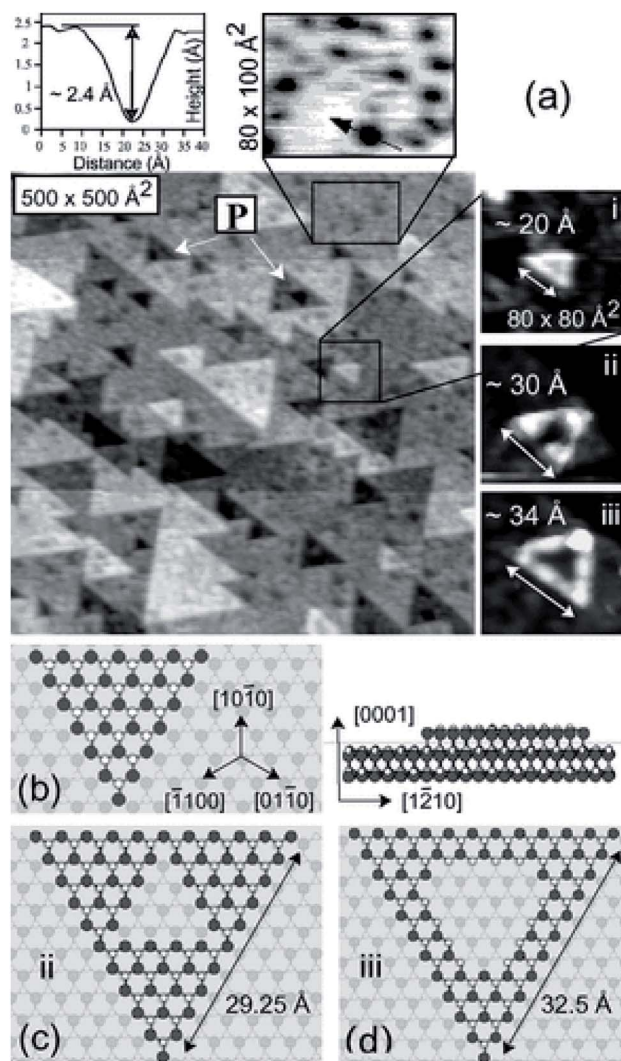 2.5
2
1.5
1
0.5
0
~ 2.4 Å
Height(Å)
0 5 10 15 20 25 30 35 40
Distance (Å)
80 x 100 Å²
(a)
500 x 500 Å²
P
i
~ 20 Å
80 x 80 Å²
ii
~ 30 Å
iii
~ 34 Å
[101̄0]
[1̄100] [011̄0]
(b)
[0001]
[12̄10]
ii
29.25 Å
(c)
iii
32.5 Å
(d)